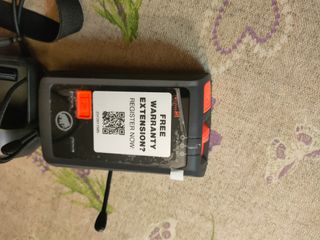 FREE
WARRANTY
EXTENSION?
REGISTER NOW: